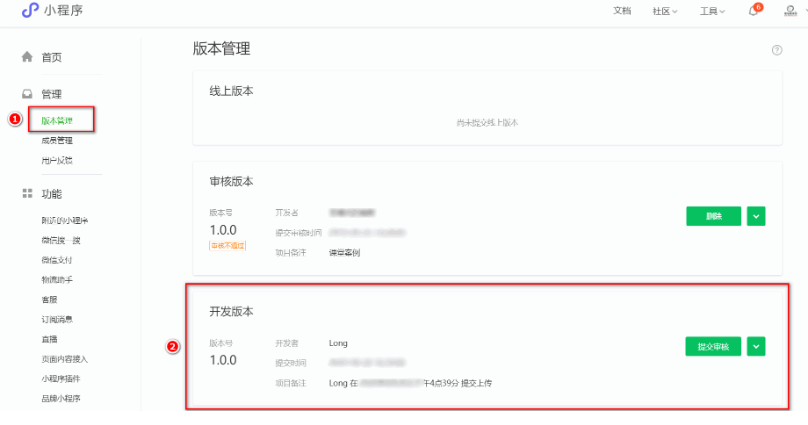 小程序 文档 社区 工具 6
首页
管理
1 版本管理
成员管理
用户反馈
功能
附近的小程序
微信搜一搜
微信支付
物流助手
客服
订阅消息
直播
页面内容接入
小程序插件
品牌小程序
版本管理
线上版本
尚未提交线上版本
审核版本
版本号 开发者
1.0.0 提交审核时间
审核不通过
项目备注 课堂案例
删除
2
开发版本
版本号 开发者 Long
1.0.0 提交时间
项目备注 Long 在 午4点39分 提交上传
提交审核